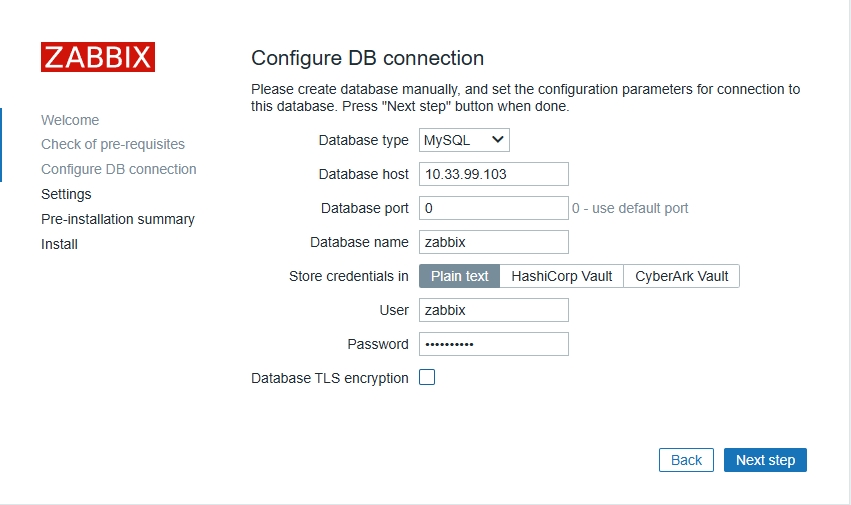 ZABBIX
Welcome
Check of pre-requisites
Configure DB connection
Settings
Pre-installation summary
Install
Configure DB connection
Please create database manually, and set the configuration parameters for connection to
this database. Press "Next step" button when done.
Database type MySQL
Database host 10.33.99.103
Database port 0 0 - use default port
Database name zabbix
Store credentials in Plain text HashiCorp Vault CyberArk Vault
User zabbix
Password ••••••••••
Database TLS encryption
Back Next step